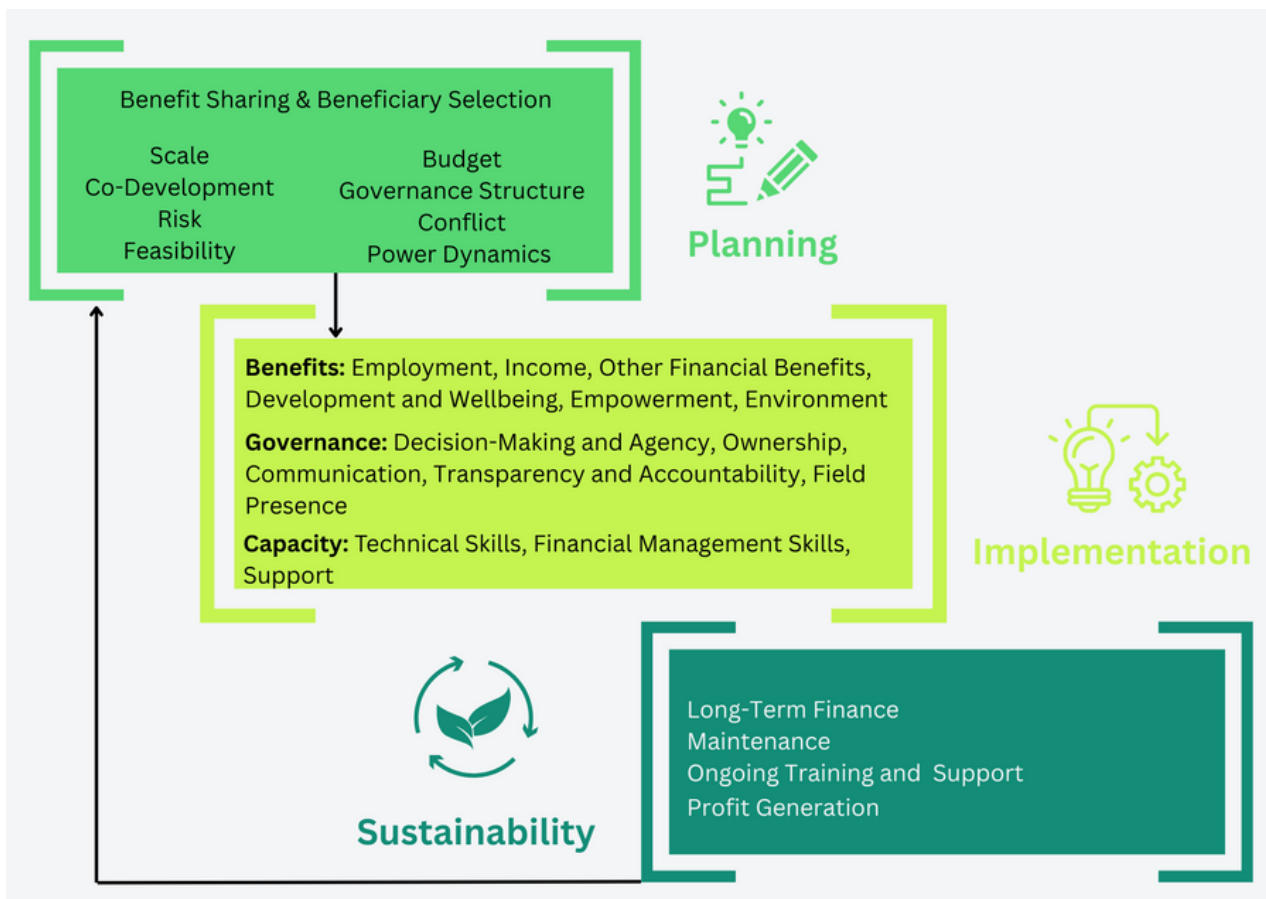 Benefit Sharing & Beneficiary Selection
Scale
Co-Development
Risk
Feasibility
Budget
Governance Structure
Conflict
Power Dynamics
Planning
Benefits: Employment, Income, Other Financial Benefits,
Development and Wellbeing, Empowerment, Environment
Governance: Decision-Making and Agency, Ownership,
Communication, Transparency and Accountability, Field
Presence
Capacity: Technical Skills, Financial Management Skills,
Support
Implementation
Sustainability
Long-Term Finance
Maintenance
Ongoing Training and Support
Profit Generation